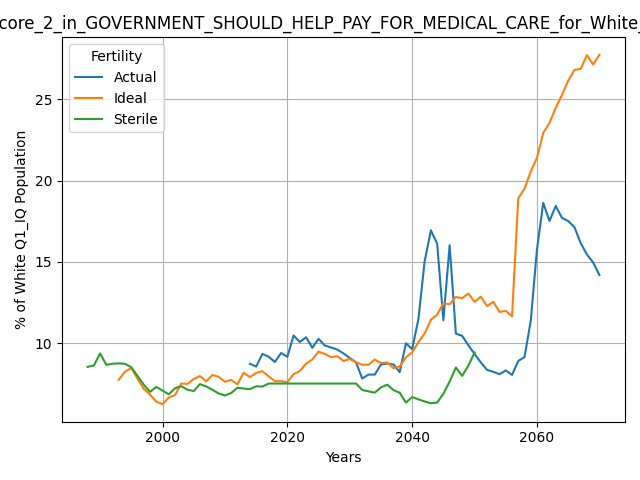 core_2_in_GOVERNMENT_SHOULD_HELP_PAY_FOR_MEDICAL_CARE_for_White_
Fertility
Actual
Ideal
Sterile
% of White Q1_IQ Population
25
20
15
10
2000
2020
2040
2060
Years